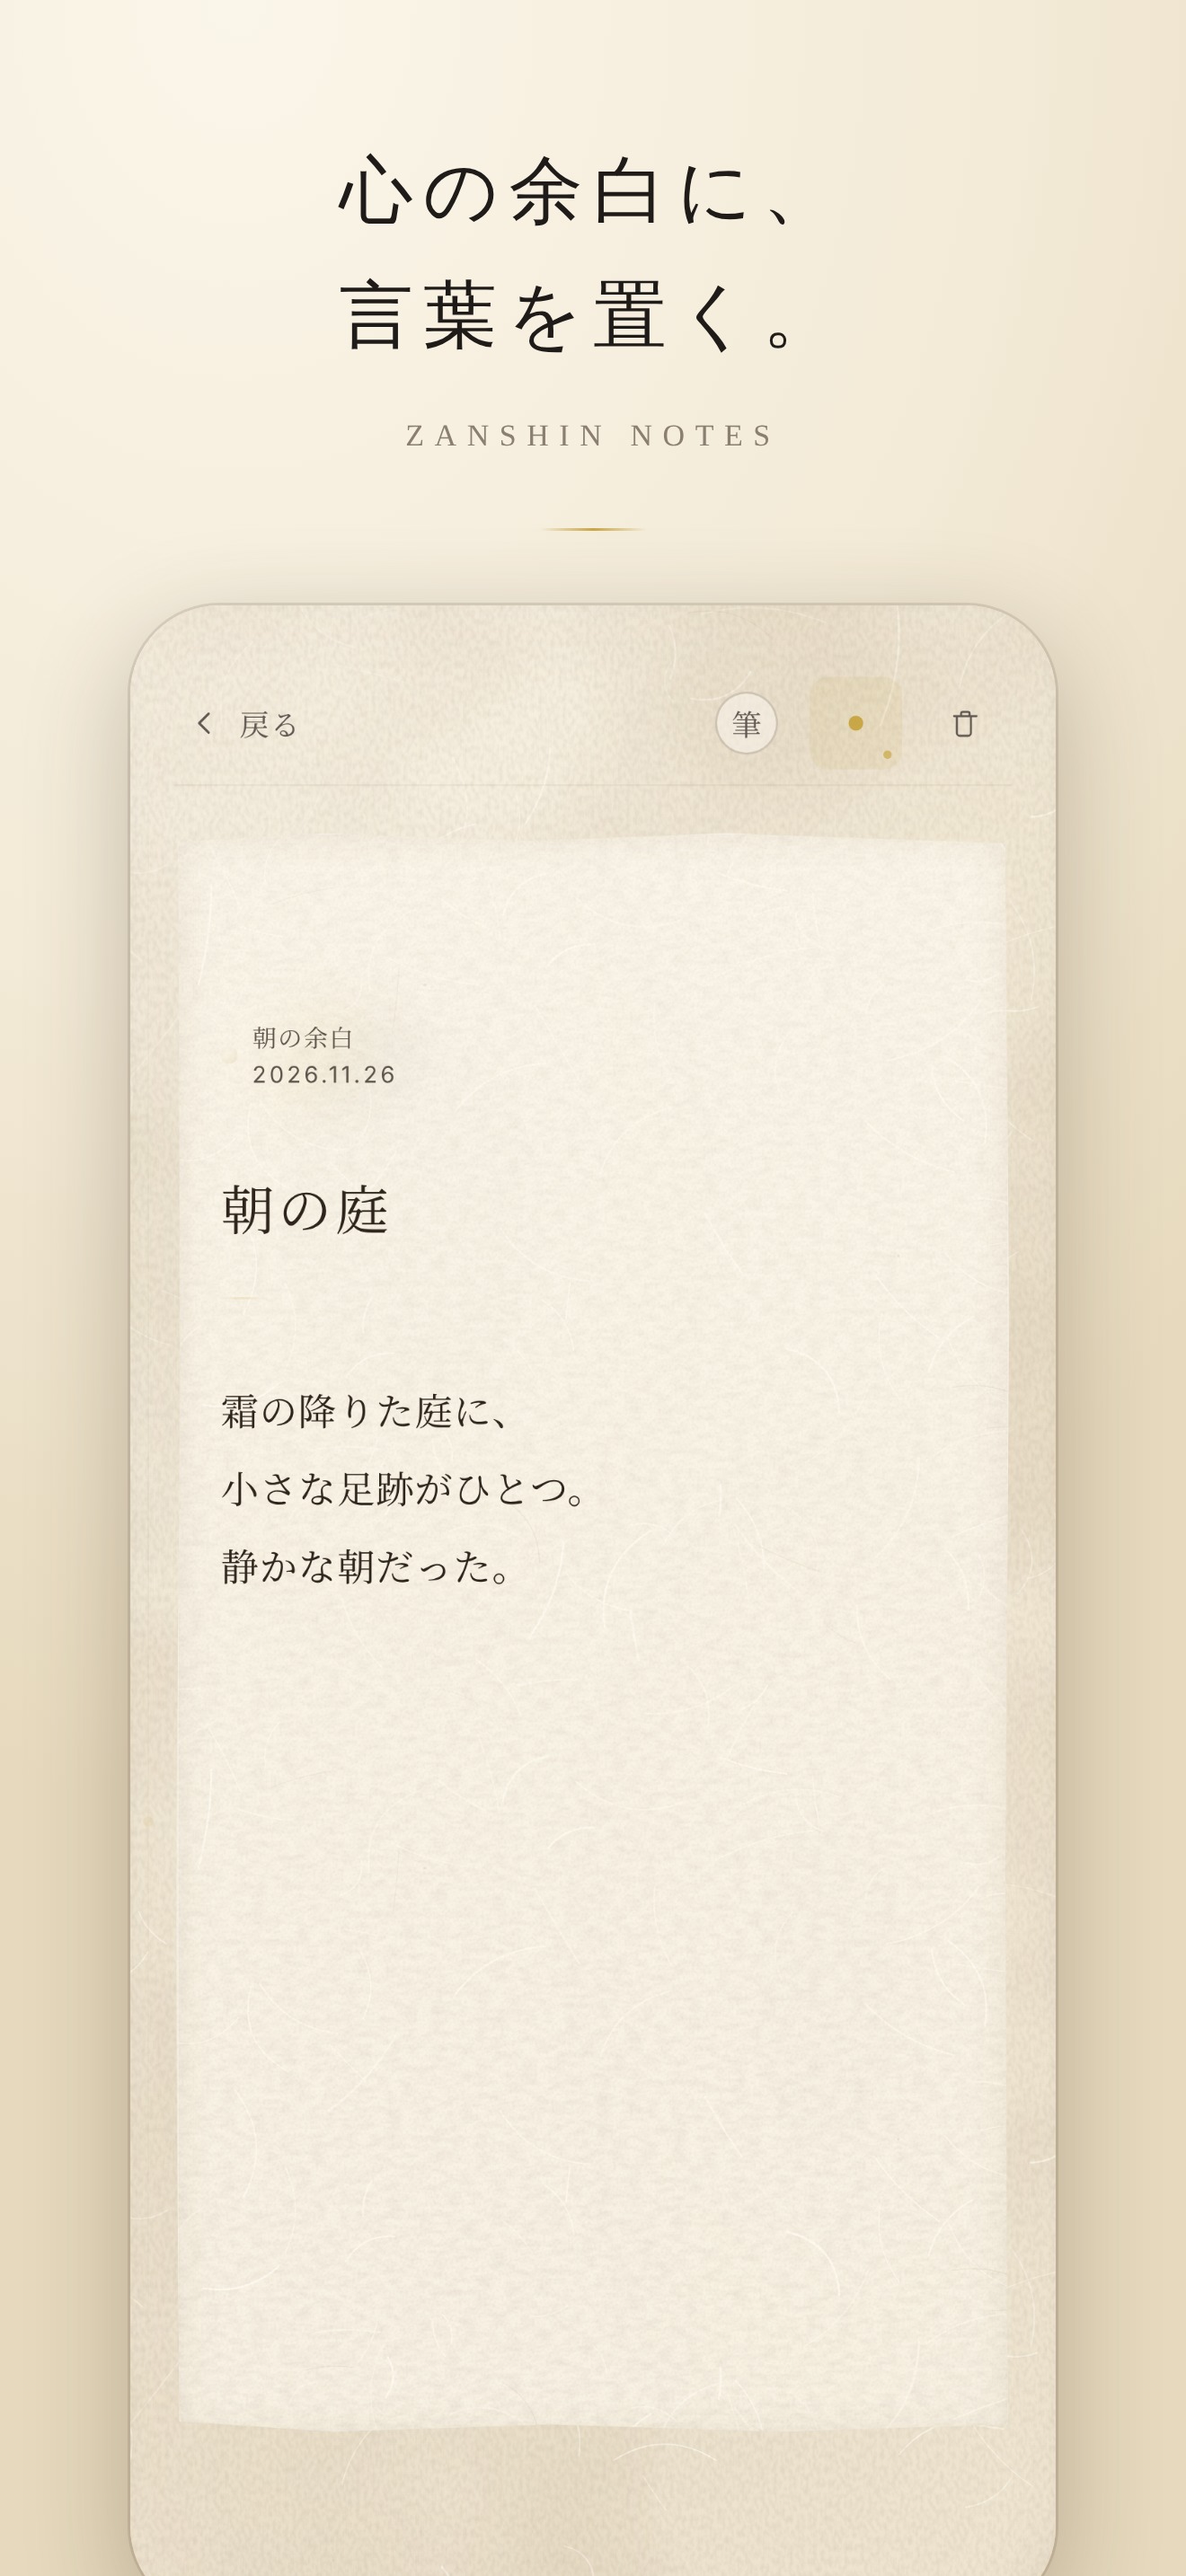 心の余白に、
言葉を置く。
ZANSHIN NOTES
戻る
筆
朝の余白
2026.11.26
朝の庭
霜の降りた庭に、
小さな足跡がひとつ。
静かな朝だった。